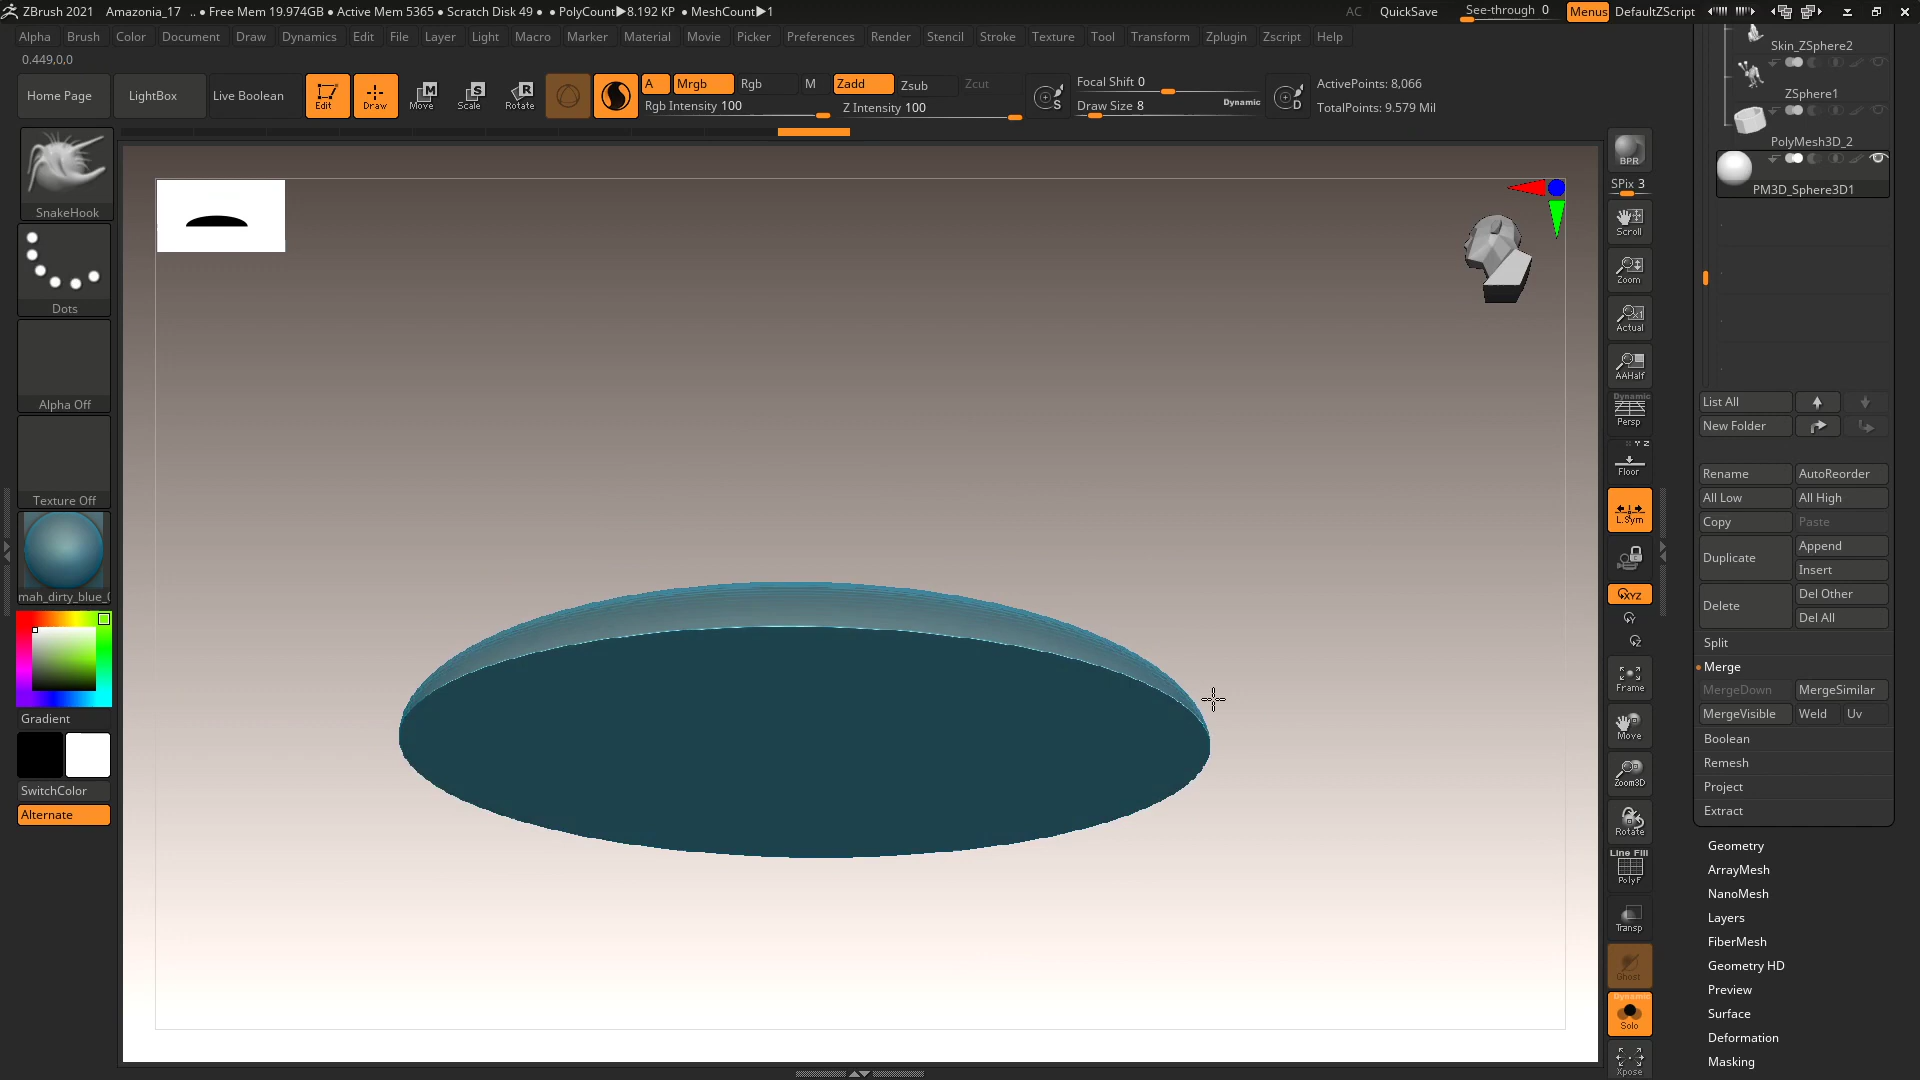 ZBrush 2021 Amazonia_17 .. ● Free Mem 19.974GB ● Active Mem 5365 ● Scratch Disk 49 ● ● PolyCount▶8.192 KP ● MeshCount▶1 AC QuickSave See-through 0 Menus DefaultZScript
Alpha Brush Color Document Draw Dynamics Edit File Layer Light Macro Marker Material Movie Picker Preferences Render Stencil Stroke Texture Tool Transform Zplugin Zscript Help
0.449,0,0
Home Page LightBox Live Boolean Edit Draw Move Scale Rotate
A Mrgb Rgb M Zadd Zsub Zcut
Rgb Intensity 100 Z Intensity 100
Focal Shift 0
Draw Size 8 Dynamic
ActivePoints: 8,066
TotalPoints: 9.579 Mil
SnakeHook
Dots
Alpha Off
Texture Off
mah_dirty_blue_
Gradient
SwitchColor
Alternate
BPR
SPix 3
Scroll
Zoom
Actual
AAHalf
Dynamic
Persp
Floor
L.Sym
XYZ
Y
Z
Frame
Move
Zoom3D
Rotate
Line Fill
PolyF
Transp
Ghost
Dynamic
Solo
Xpose
Skin_ZSphere2
ZSphere1
PolyMesh3D_2
PM3D_Sphere3D1
List All
New Folder
Rename AutoReorder
All Low All High
Copy Paste
Duplicate Append
Insert
Delete Del Other
Del All
Split
Merge
MergeDown MergeSimilar
MergeVisible Weld Uv
Boolean
Remesh
Project
Extract
Geometry
ArrayMesh
NanoMesh
Layers
FiberMesh
Geometry HD
Preview
Surface
Deformation
Masking